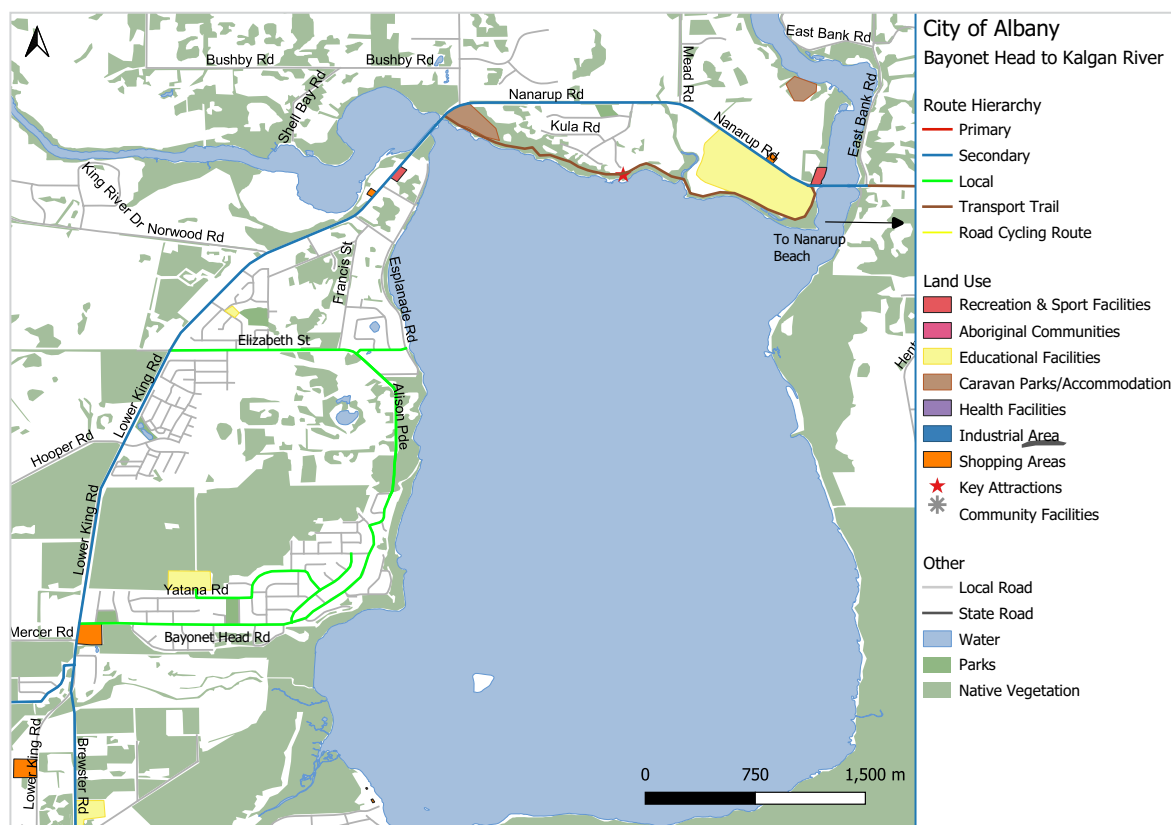 City of Albany
Bayonet Head to Kalgan River
Route Hierarchy
Primary
Secondary
Local
Transport Trail
Road Cycling Route
Land Use
Recreation & Sport Facilities
Aboriginal Communities
Educational Facilities
Caravan Parks/Accommodation
Health Facilities
Industrial Area
Shopping Areas
Key Attractions
Community Facilities
Other
Local Road
State Road
Water
Parks
Native Vegetation
East Bank Rd
Bushby Rd
Bushby Rd
Mead Rd
Shell Bay Rd
Nanarup Rd
East Bank Rd
Kula Rd
Nanarup Rd
King River Dr
Norwood Rd
To Nanarup
Beach
Francis St
Esplanade Rd
Elizabeth St
Hent
Lower King Rd
Alison Pde
Hooper Rd
Lower King Rd
Yatana Rd
Mercer Rd
Bayonet Head Rd
Lower King Rd
Brewster Rd
0 750 1,500 m